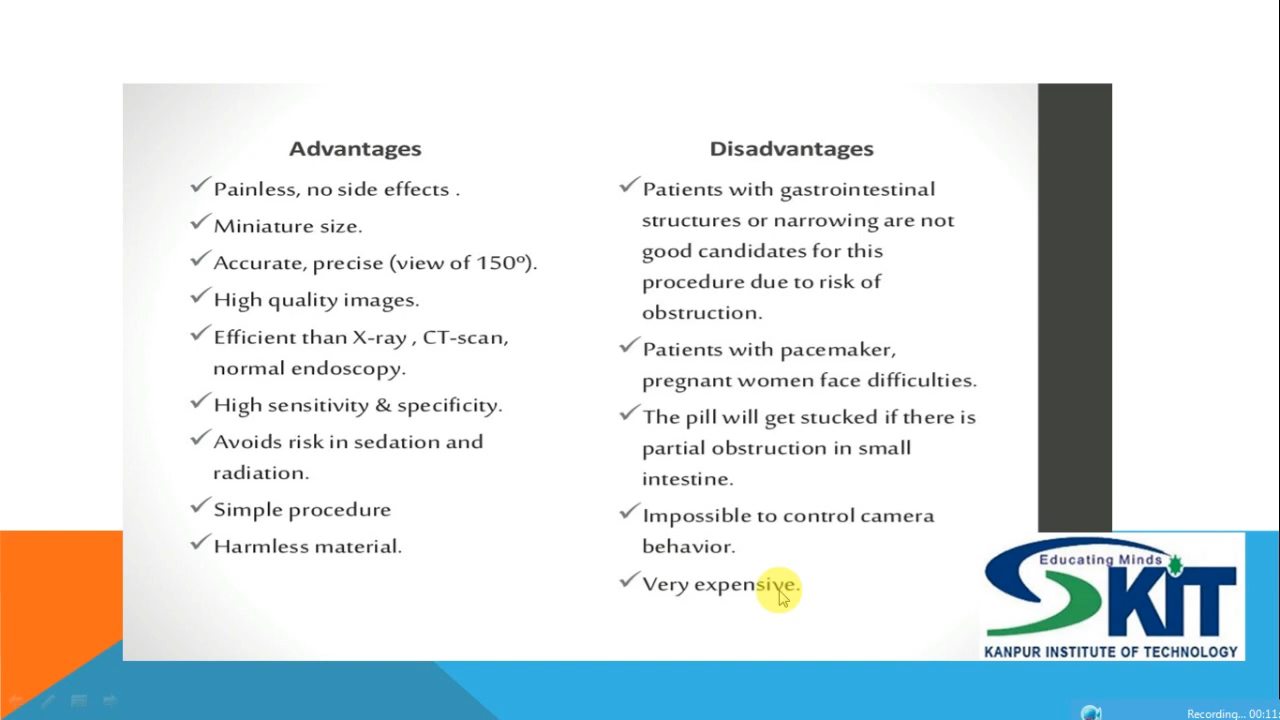 Advantages
Painless, no side effects .
Miniature size.
Accurate, precise (view of 150º).
High quality images.
Efficient than X-ray , CT-scan,
normal endoscopy.
High sensitivity & specificity.
Avoids risk in sedation and
radiation.
Simple procedure
Harmless material.
Disadvantages
Patients with gastrointestinal
structures or narrowing are not
good candidates for this
procedure due to risk of
obstruction.
Patients with pacemaker,
pregnant women face difficulties.
The pill will get stucked if there is
partial obstruction in small
intestine.
Impossible to control camera
behavior.
Very expensive.
Educating Minds
KIT
KANPUR INSTITUTE OF TECHNOLOGY
Recording... 00:11: